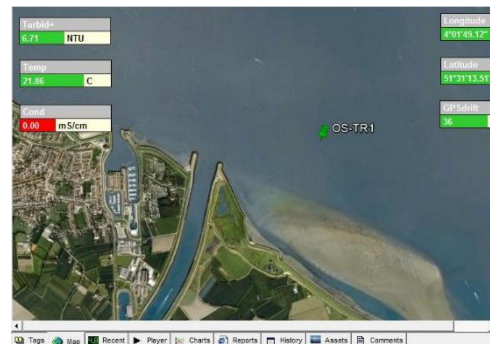 Turbid+
6.71 NTU
Temp
21.86 C
Cond
0.00 mS/cm
Longitude
4°01'49.12"
Latitude
51°31'13.51"
GPSdrift
36
OS-TR1
Tags Map Recent Player Charts Reports History Assets Comments